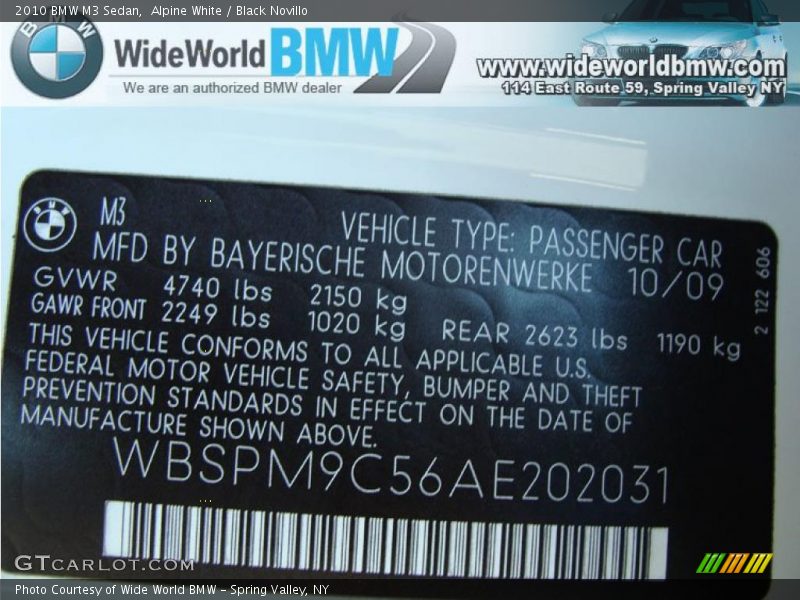 2010 BMW M3 Sedan, Alpine White / Black Novillo
BMW
WideWorldBMW
We are an authorized BMW dealer
www.wideworldbmw.com
114 East Route 59, Spring Valley NY
BMW
M3
VEHICLE TYPE: PASSENGER CAR
MFD BY BAYERISCHE MOTORENWERKE 10/09
GVWR 4740 lbs 2150 kg
GAWR FRONT 2249 lbs 1020 kg REAR 2623 lbs 1190 kg
THIS VEHICLE CONFORMS TO ALL APPLICABLE U.S.
FEDERAL MOTOR VEHICLE SAFETY, BUMPER AND THEFT
PREVENTION STANDARDS IN EFFECT ON THE DATE OF
MANUFACTURE SHOWN ABOVE.
WBSPM9C56AE202031
2 122 606
GTCARLOT.COM
Photo Courtesy of Wide World BMW - Spring Valley, NY